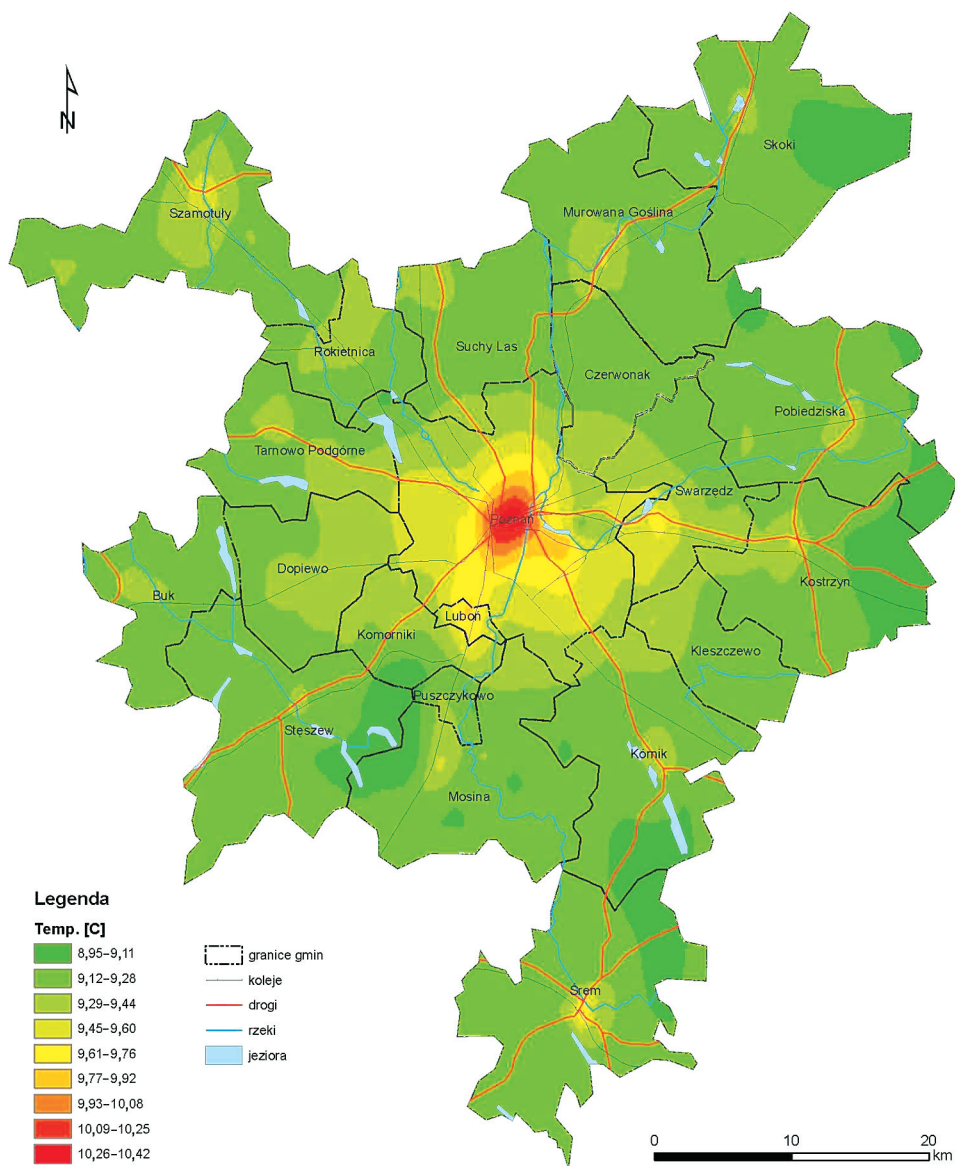 N
Skoki
Szamotuły
Murowana Goślina
Rokietnica
Suchy Las
Czerwonak
Pobiedziska
Tarnowo Podgórne
Swarzędz
Poznań
Dopiewo
Kostrzyn
Buk
Luboń
Komorniki
Kleszczewo
Puszczykowo
Stęszew
Kórnik
Mosina
Śrem
Legenda
Temp. [C]
8,95–9,11
9,12–9,28
9,29–9,44
9,45–9,60
9,61–9,76
9,77–9,92
9,93–10,08
10,09–10,25
10,26–10,42
granice gmin
koleje
drogi
rzeki
jeziora
0 10 20
km